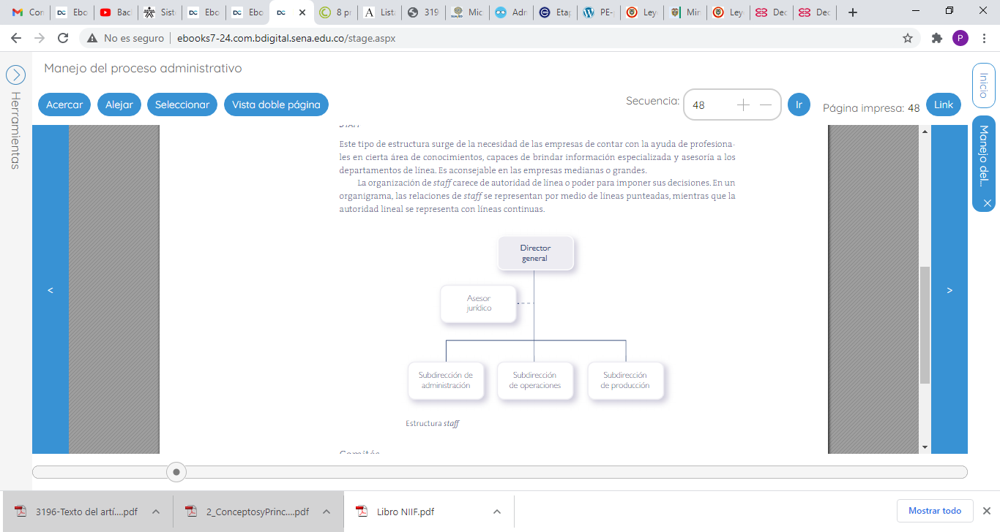 Con
Ebo
Bac
Sist
Ebo
Ebo
8 p
List
319
Mic
Adn
Eta
PE-
Ley
Min
Ley
Dec
Dec
No es seguro
ebooks7-24.com.bdigital.sena.edu.co/stage.aspx
P
Manejo del proceso administrativo
Herramientas
Acercar
Alejar
Seleccionar
Vista doble página
Secuencia:
48
Ir
Página impresa: 48
Link
Inicio
Manejo del...
STAFF
Este tipo de estructura surge de la necesidad de las empresas de contar con la ayuda de profesiona-
les en cierta área de conocimientos, capaces de brindar información especializada y asesoría a los
departamentos de línea. Es aconsejable en las empresas medianas o grandes.
La organización de staff carece de autoridad de línea o poder para imponer sus decisiones. En un
organigrama, las relaciones de staff se representan por medio de líneas punteadas, mientras que la
autoridad lineal se representa con líneas continuas.
Director
general
Asesor
jurídico
Subdirección de
administración
Subdirección
de operaciones
Subdirección
de producción
Estructura staff
Comités
<
>
3196-Texto del artí....pdf
2_ConceptosyPrinc....pdf
Libro NIIF.pdf
Mostrar todo